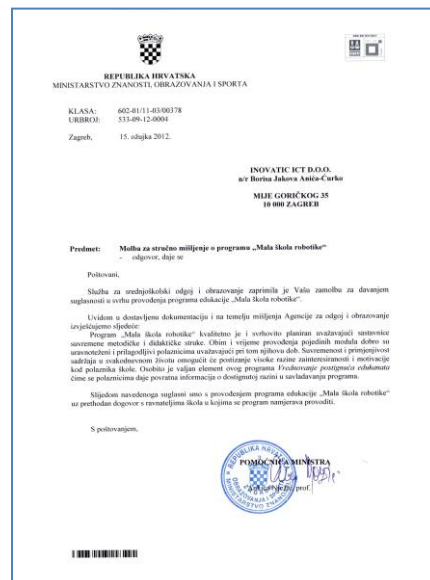 REPUBLIKA HRVATSKA
MINISTARSTVO ZNANOSTI, OBRAZOVANJA I SPORTA
KLASA: 602-01/11-03/00378
URBROJ: 533-09-12-0004
Zagreb, 15. ožujka 2012.
INOVATIC ICT D.O.O.
n/r Borisa Jakova Anića-Ćurko
MIJE GORIČKOG 35
10 000 ZAGREB
Predmet: Molba za stručno mišljenje o programu „Mala škola robotike“
- odgovor, daje se
Poštovani,
Služba za srednjoškolski odgoj i obrazovanje zaprimila je Vašu zamolbu za davanjem
suglasnosti u svrhu provođenja programa edukacije „Mala škola robotike“.
Uvidom u dostavljenu dokumentaciju i na temelju mišljenja Agencije za odgoj i obrazovanje
izvješćujemo sljedeće:
Program „Mala škola robotike“ kvalitetno je i svrhovito planiran uvažavajući sastavnice
suvremene metodičke i didaktičke struke. Obim i vrijeme provođenja pojedinih modula dobro su
uravnoteženi i prilagodljivi polaznicima uvažavajući pri tom njihovu dob. Suvremenost i primjenjivost
sadržaja u svakodnevnom životu omogućit će postizanje visoke razine zainteresiranosti i motivacije
kod polaznika škole. Osobito je valjan element ovog programa Vrednovanje postignuća edukanata
čime se polaznicima daje povratna informacija o dostignutoj razini u savladavanju programa.
Slijedom navedenoga suglasni smo s provođenjem programa edukacije „Mala škola robotike“
uz prethodan dogovor s ravnateljima škola u kojima se program namjerava provoditi.
S poštovanjem,
POMOĆNICA MINISTRA
prof.
REPUBLIKA HRVATSKA